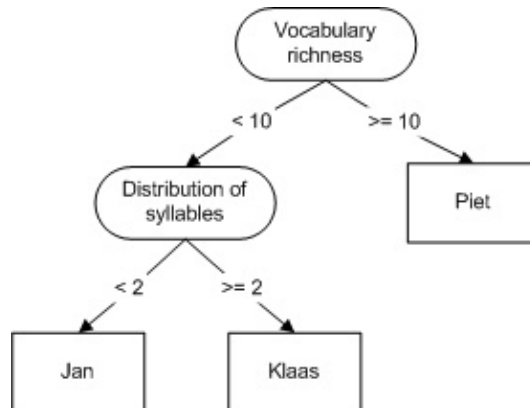 Vocabulary
richness
< 10
>= 10
Distribution of
syllables
Piet
< 2
>= 2
Jan
Klaas